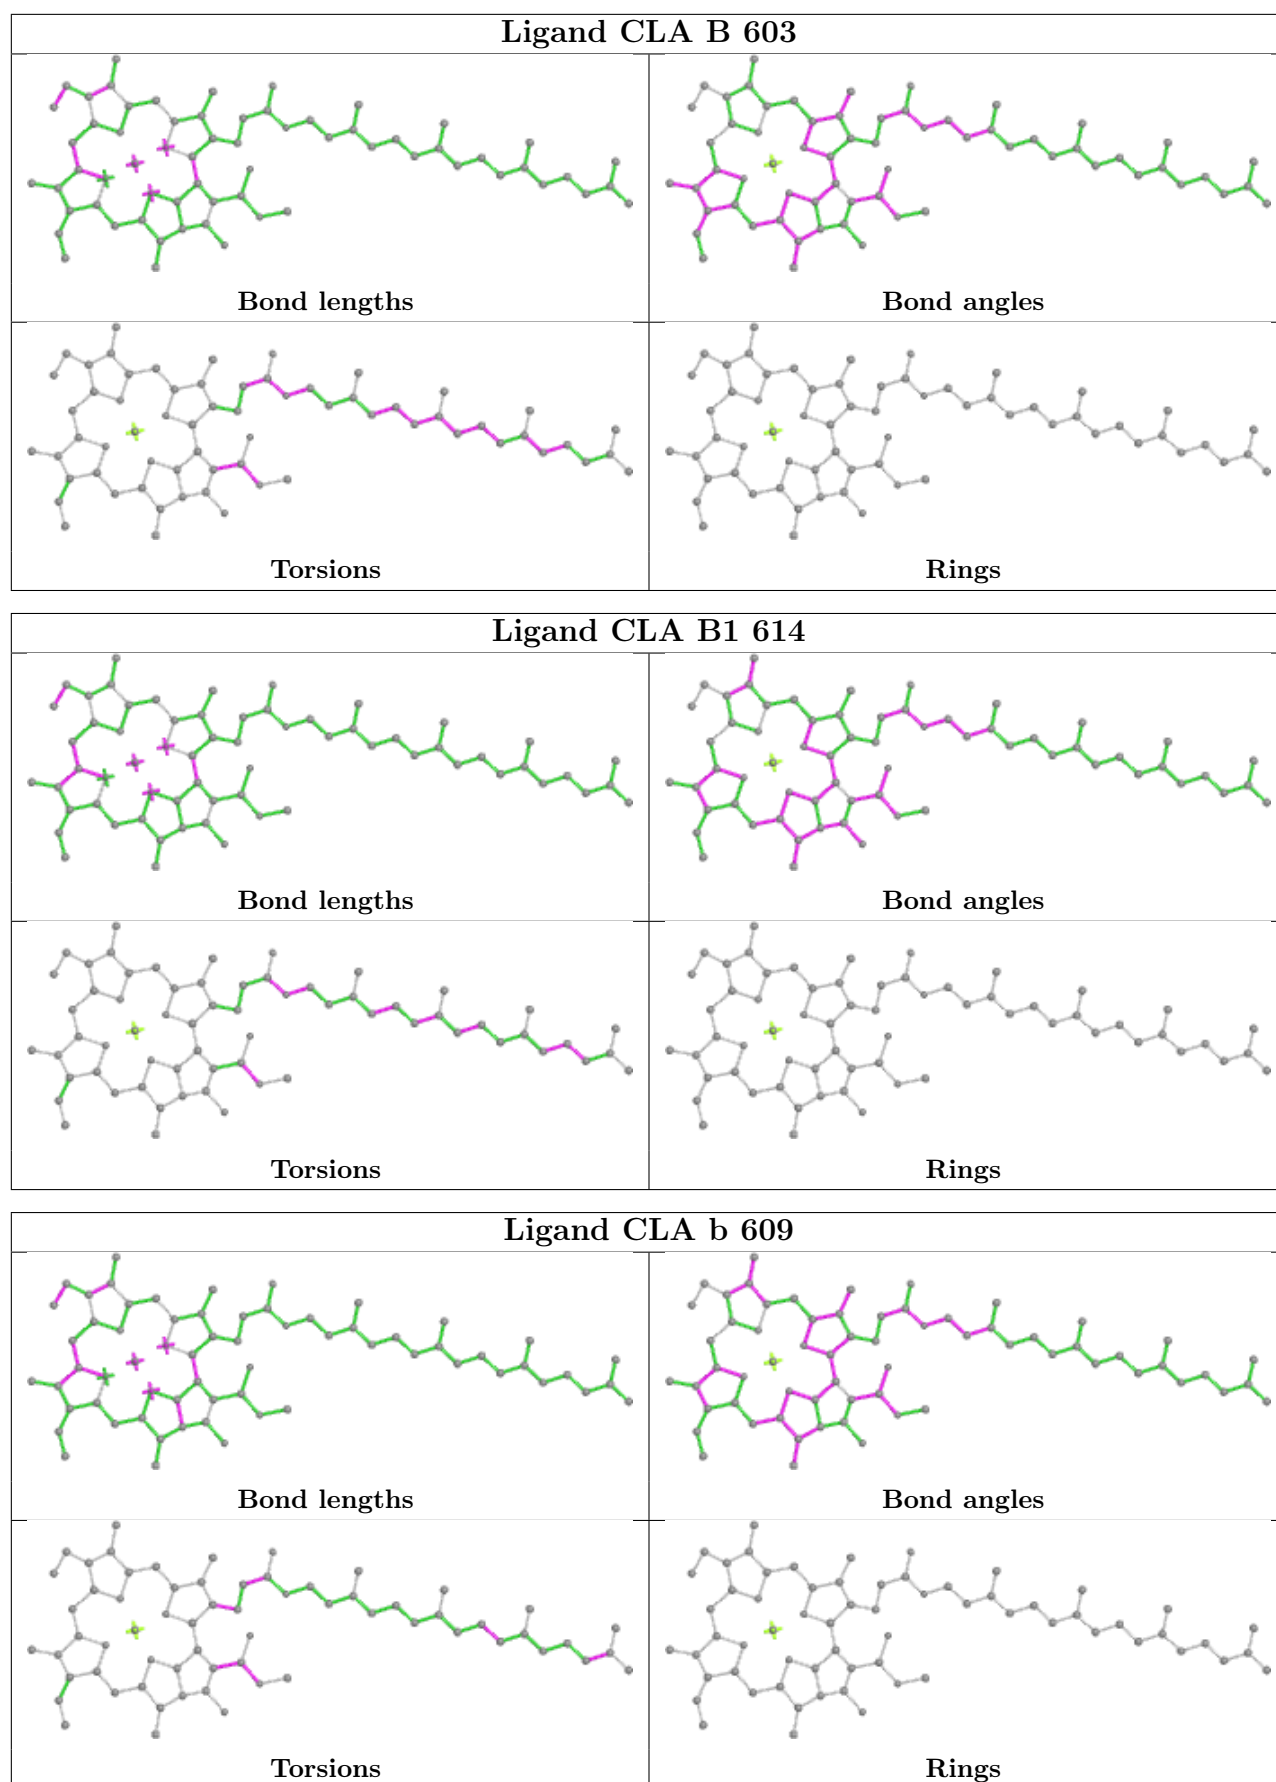 Ligand CLA B 603
Bond lengths
Bond angles
Torsions
Rings
Ligand CLA B1 614
Bond lengths
Bond angles
Torsions
Rings
Ligand CLA b 609
Bond lengths
Bond angles
Torsions
Rings